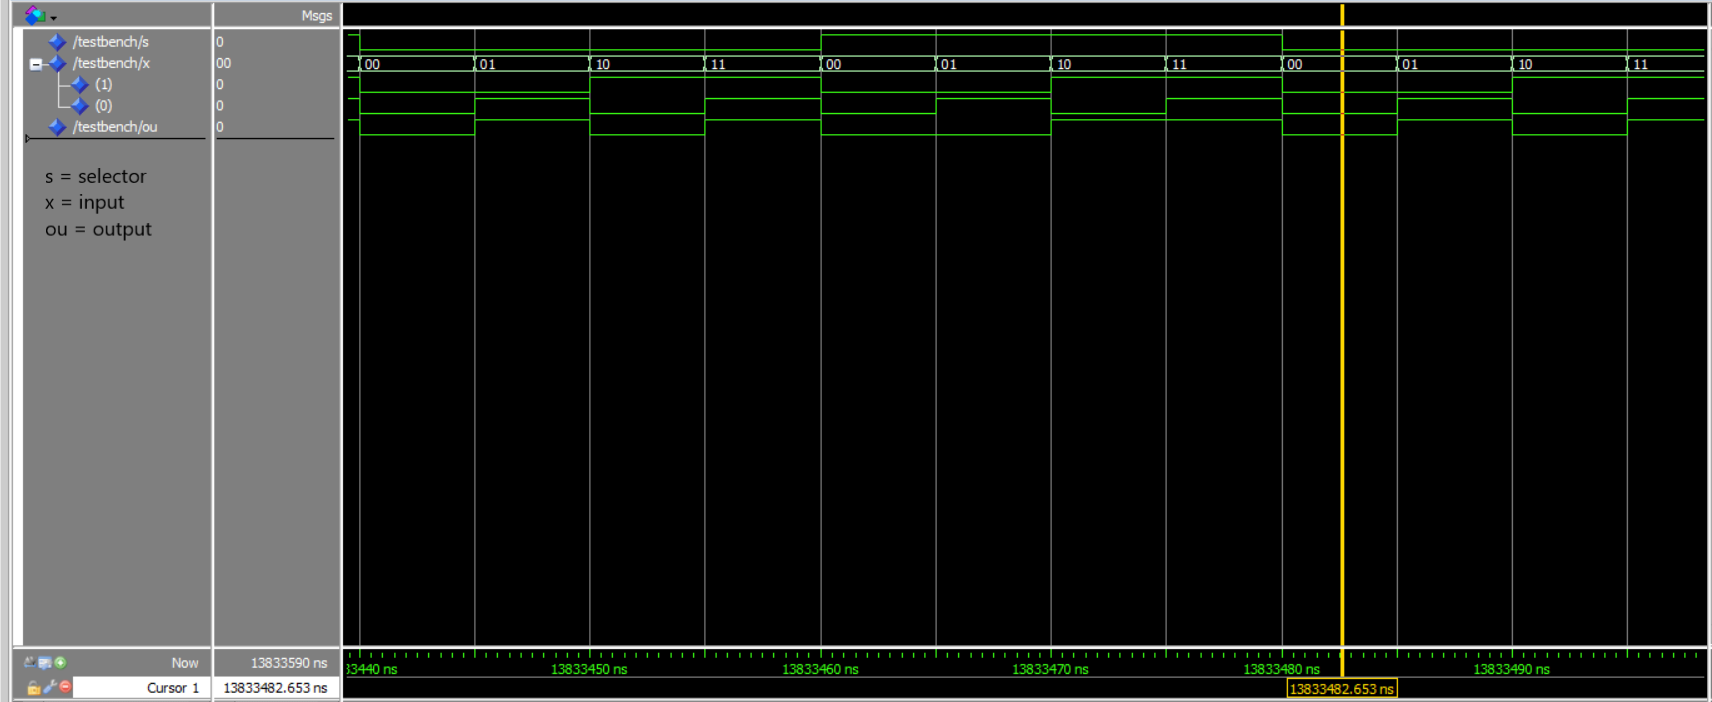 Msgs
/testbench/s 0
/testbench/x 00 00 01 10 11 00 01 10 11 00 01 10 11
(1) 0
(0) 0
/testbench/ou 0
s = selector
x = input
ou = output
Now 13833590 ns 33440 ns 13833450 ns 13833460 ns 13833470 ns 13833480 ns 13833490 ns
Cursor 1 13833482.653 ns 13833482.653 ns